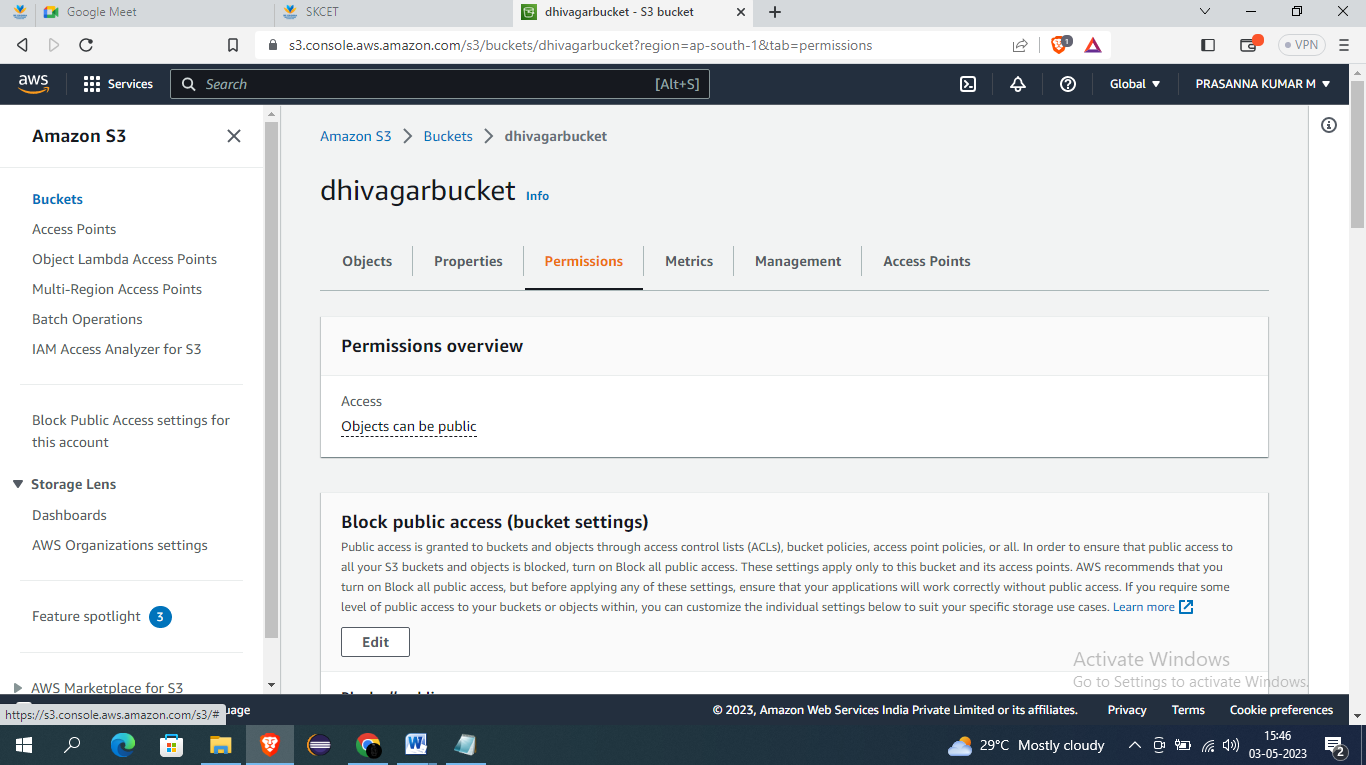 Google Meet
SKCET
dhivagarbucket - S3 bucket
s3.console.aws.amazon.com/s3/buckets/dhivagarbucket?region=ap-south-1&tab=permissions
1
VPN
aws
Services
Search
[Alt+S]
Global
PRASANNA KUMAR M
Amazon S3
Buckets
Access Points
Object Lambda Access Points
Multi-Region Access Points
Batch Operations
IAM Access Analyzer for S3
Block Public Access settings for
this account
Storage Lens
Dashboards
AWS Organizations settings
Feature spotlight 3
AWS Marketplace for S3
Amazon S3 > Buckets > dhivagarbucket
dhivagarbucket Info
Objects
Properties
Permissions
Metrics
Management
Access Points
Permissions overview
Access
Objects can be public
Block public access (bucket settings)
Public access is granted to buckets and objects through access control lists (ACLs), bucket policies, access point policies, or all. In order to ensure that public access to
all your S3 buckets and objects is blocked, turn on Block all public access. These settings apply only to this bucket and its access points. AWS recommends that you
turn on Block all public access, but before applying any of these settings, ensure that your applications will work correctly without public access. If you require some
level of public access to your buckets or objects within, you can customize the individual settings below to suit your specific storage use cases. Learn more
Edit
Activate Windows
Go to Settings to activate Windows.
https://s3.console.aws.amazon.com/s3/#
uage
© 2023, Amazon Web Services India Private Limited or its affiliates.
Privacy
Terms
Cookie preferences
29°C Mostly cloudy
15:46
03-05-2023
2